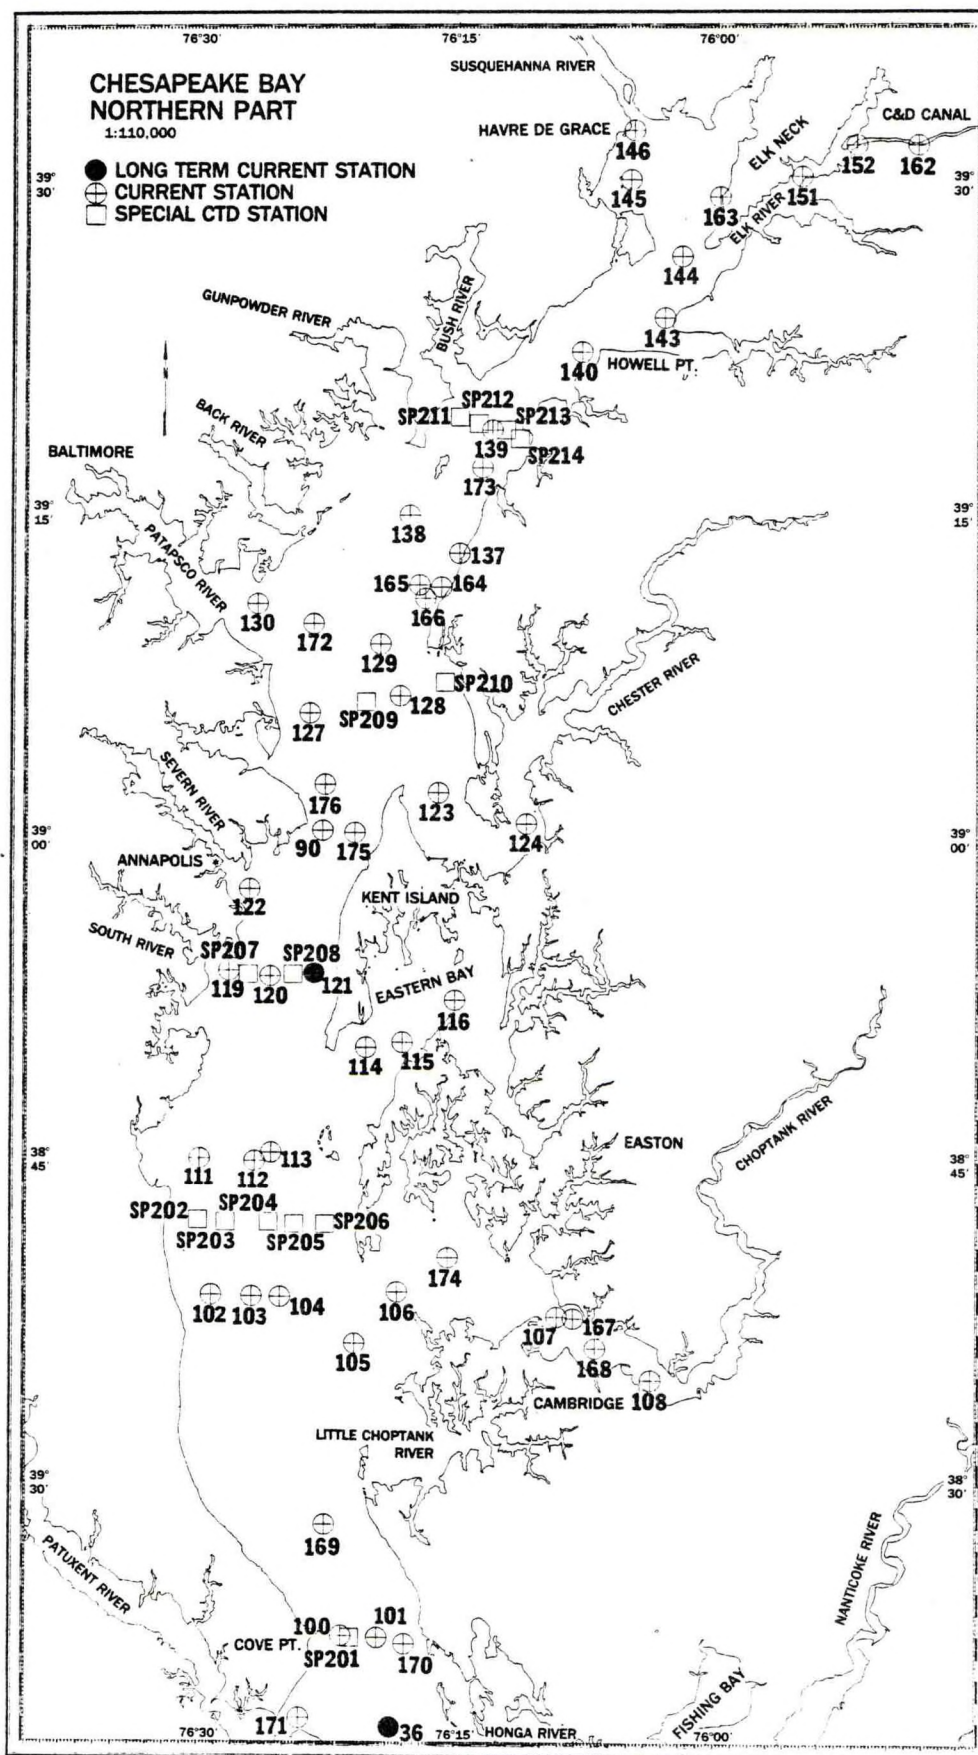 76°30'
76°15'
76°00'
CHESAPEAKE BAY
NORTHERN PART
1:110,000
LONG TERM CURRENT STATION
CURRENT STATION
SPECIAL CTD STATION
SUSQUEHANNA RIVER
HAVRE DE GRACE
146
ELK NECK
C&D CANAL
152
162
39°
30'
39°
30'
145
163
151
ELK RIVER
144
BUSH RIVER
GUNPOWDER RIVER
143
140
HOWELL PT.
SP211
SP212
SP213
139
SP214
BACK RIVER
BALTIMORE
173
39°
15'
39°
15'
138
PATAPSCO RIVER
137
165
164
166
130
172
129
CHESTER RIVER
SP210
SP209
128
127
SEVERN RIVER
176
123
90
175
124
39°
00'
39°
00'
ANNAPOLIS
122
KENT ISLAND
SOUTH RIVER
SP207
SP208
119
120
121
EASTERN BAY
116
114
115
CHOPTANK RIVER
EASTON
38°
45'
38°
45'
111
112
113
SP202
SP204
SP203
SP205
SP206
174
102
103
104
106
107
167
105
168
CAMBRIDGE
108
LITTLE CHOPTANK
RIVER
39°
30'
38°
30'
169
PATUXENT RIVER
NANTICOKE RIVER
100
101
COVE PT.
SP201
170
FISHING BAY
171
36
HONGA RIVER
76°30'
76°15'
76°00'